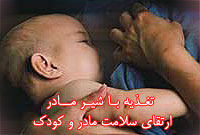 تغذیه با شیر مادر
ارتقای سلامت مادر و کودک